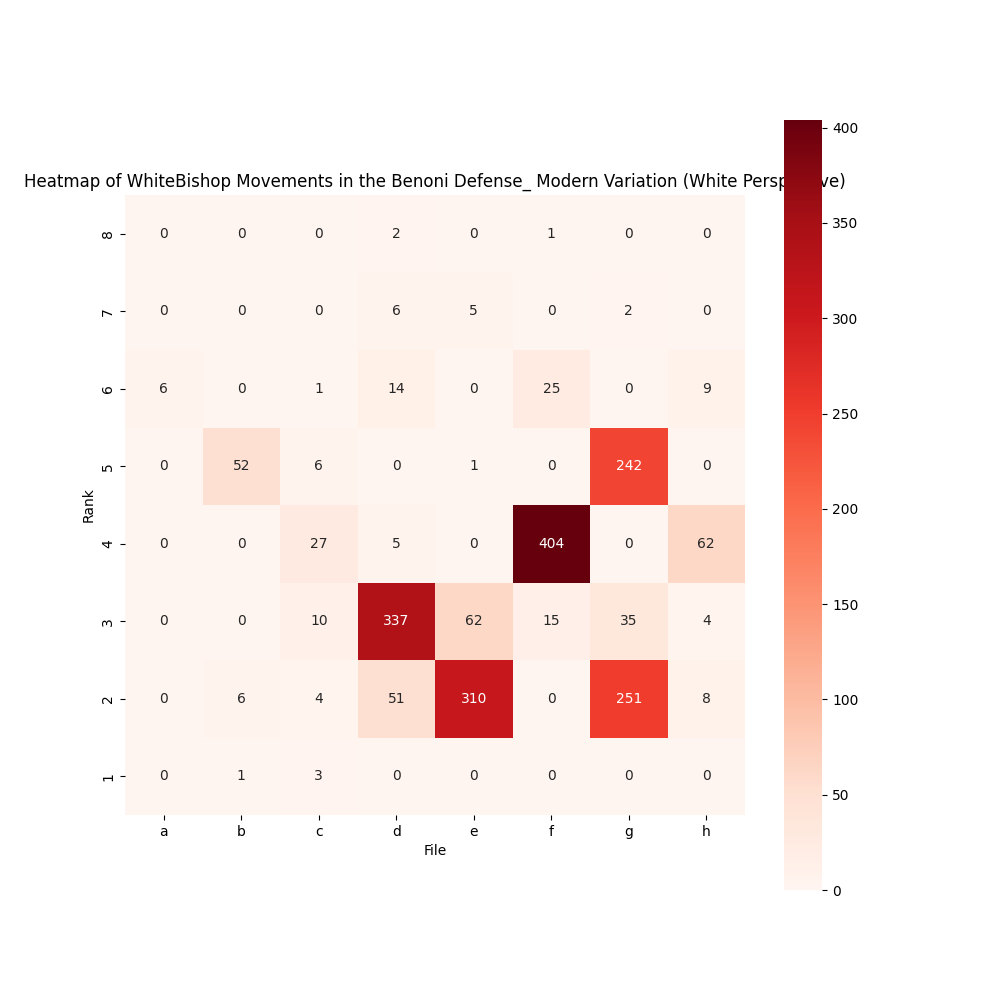 400
Heatmap of WhiteBishop Movements in the Benoni Defense_ Modern Variation (White Perspective)
350
8 0 0 0 2 0 1 0 0
7 0 0 0 6 5 0 2 0
300
6 6 0 1 14 0 25 0 9
250
5 0 52 6 0 1 0 242 0
Rank
200
4 0 0 27 5 0 404 0 62
150
3 0 0 10 337 62 15 35 4
100
2 0 6 4 51 310 0 251 8
1 0 1 3 0 0 0 0 0
50
a b c d e f g h
File
0